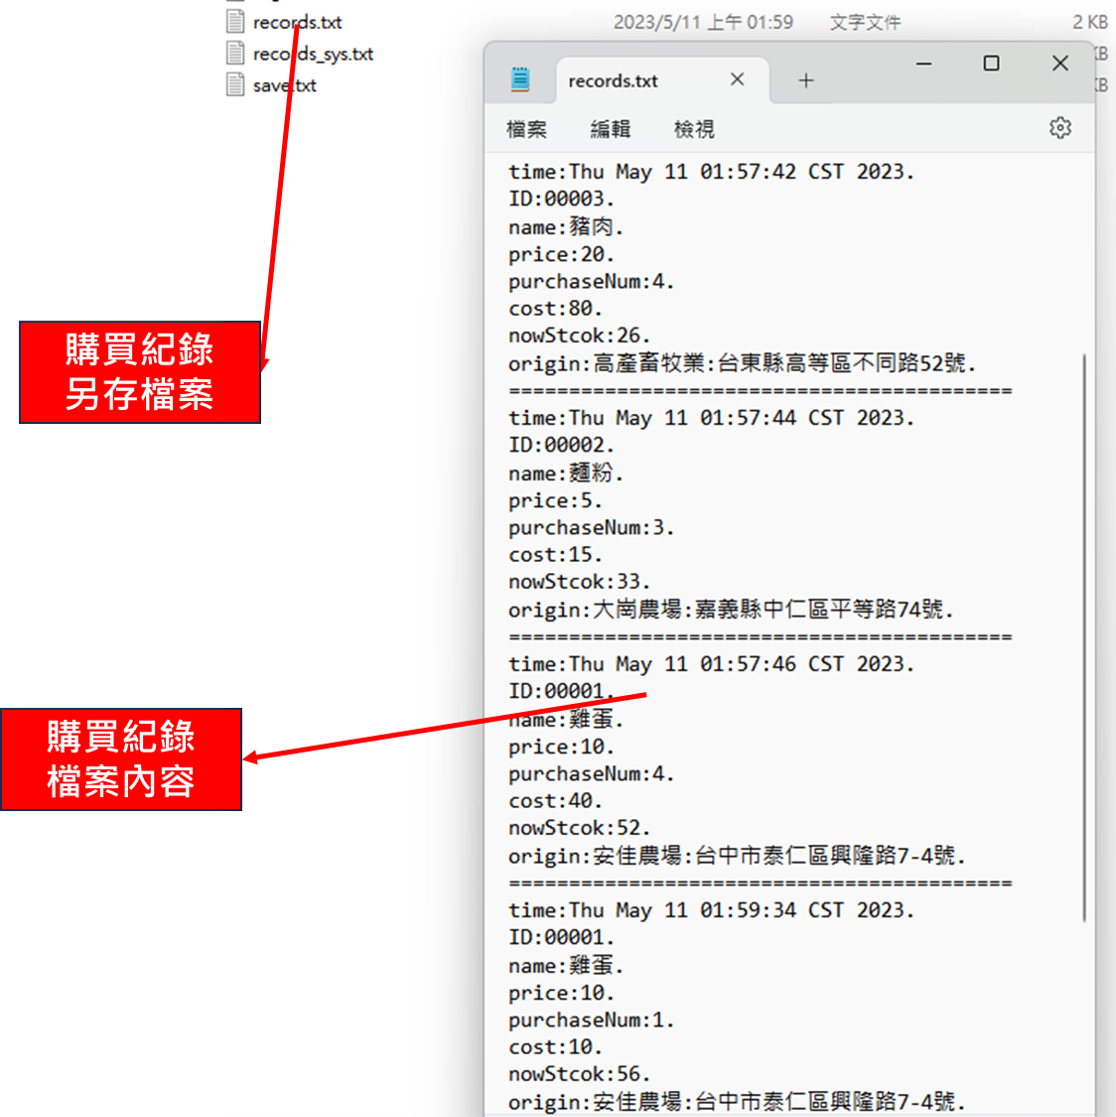 records.txt 2023/5/11 上午 01:59 文字文件 2 KB
records_sys.txt KB
save.txt KB
records.txt
檔案 編輯 檢視
time:Thu May 11 01:57:42 CST 2023.
ID:00003.
name:豬肉.
price:20.
purchaseNum:4.
cost:80.
nowStcok:26.
origin:高產畜牧業:台東縣高等區不同路52號.
==========================================
time:Thu May 11 01:57:44 CST 2023.
ID:00002.
name:麵粉.
price:5.
purchaseNum:3.
cost:15.
nowStcok:33.
origin:大崗農場:嘉義縣中仁區平等路74號.
==========================================
time:Thu May 11 01:57:46 CST 2023.
ID:00001.
name:雞蛋.
price:10.
purchaseNum:4.
cost:40.
nowStcok:52.
origin:安佳農場:台中市泰仁區興隆路7-4號.
==========================================
time:Thu May 11 01:59:34 CST 2023.
ID:00001.
name:雞蛋.
price:10.
purchaseNum:1.
cost:10.
nowStcok:56.
origin:安佳農場:台中市泰仁區興隆路7-4號.
購買紀錄
另存檔案
購買紀錄
檔案內容